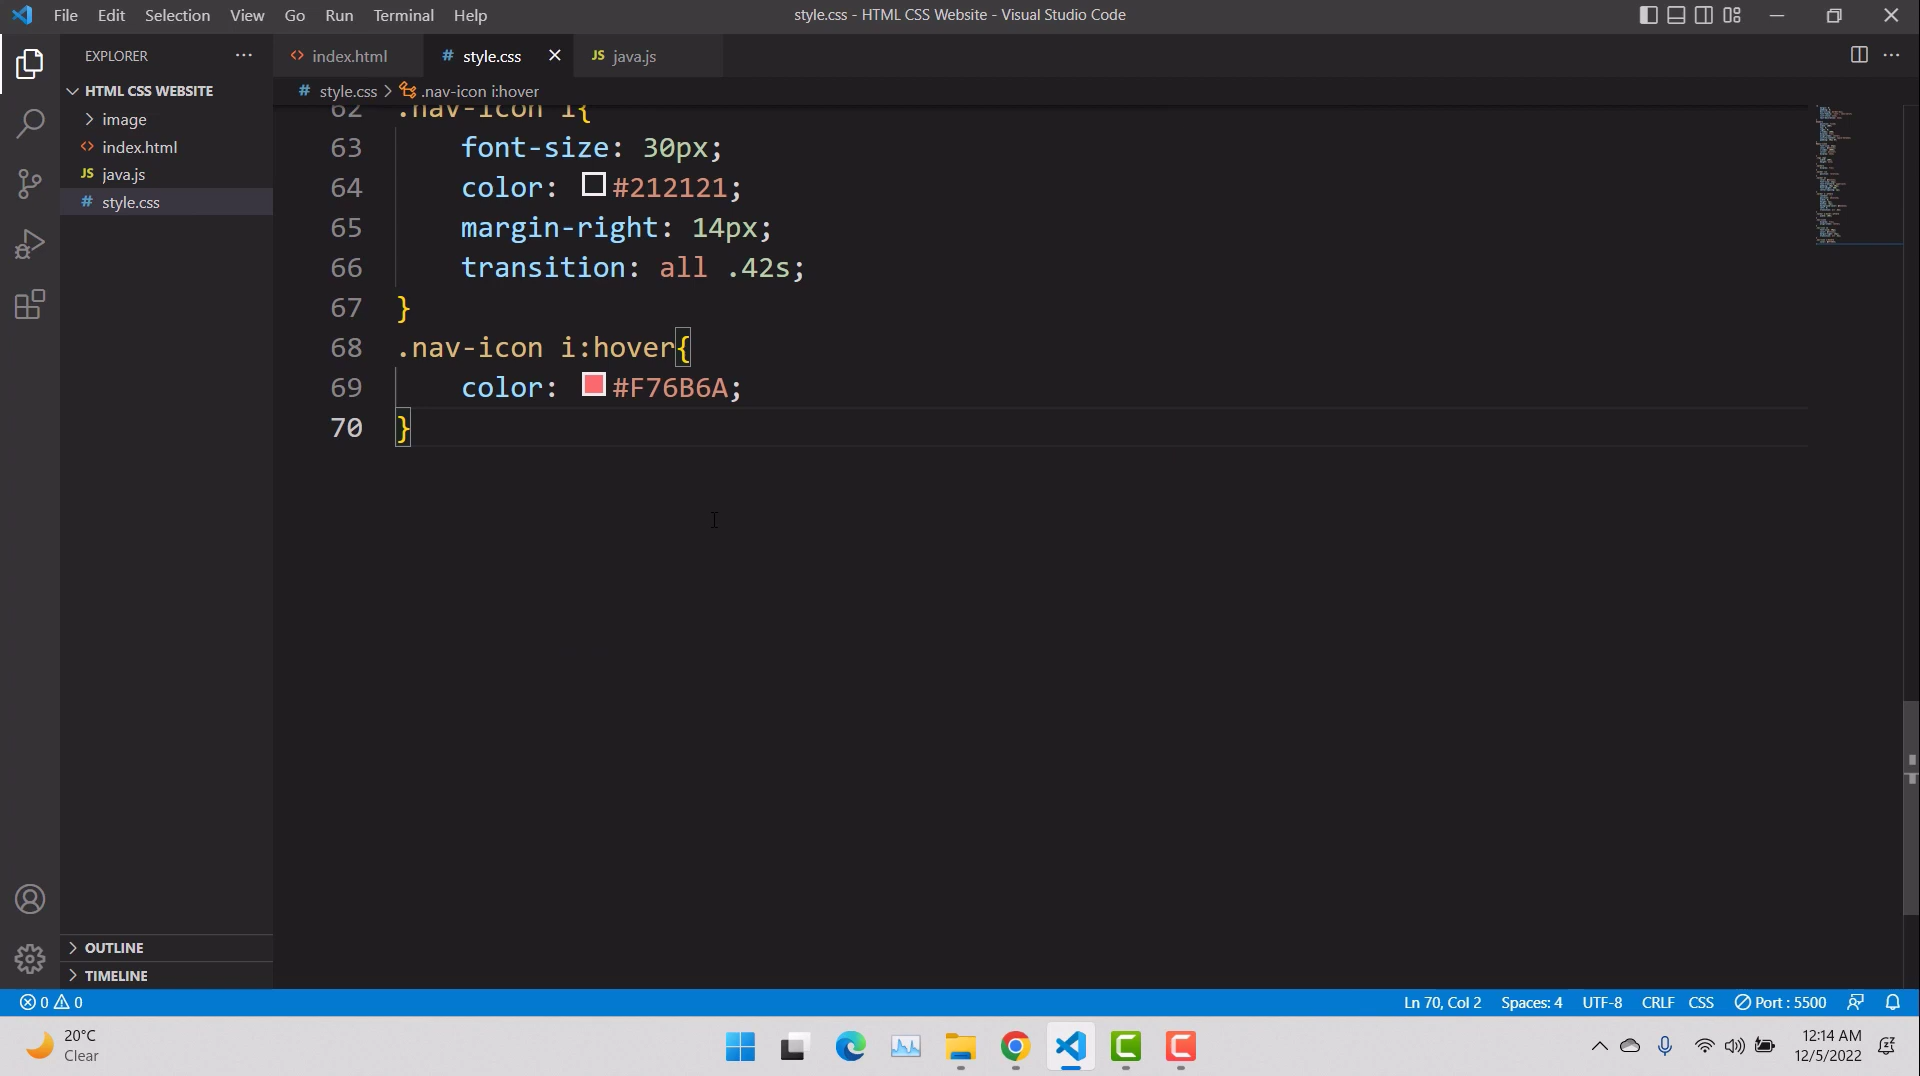 File Edit Selection View Go Run Terminal Help
style.css - HTML CSS Website - Visual Studio Code
EXPLORER
HTML CSS WEBSITE
image
index.html
java.js
style.css
OUTLINE
TIMELINE
index.html
style.css
JS java.js
# style.css > .nav-icon i:hover
62 .nav-icon i{
63 font-size: 30px;
64 color: #212121;
65 margin-right: 14px;
66 transition: all .42s;
67 }
68 .nav-icon i:hover{
69 color: #F76B6A;
70 }
0 0
Ln 70, Col 2 Spaces: 4 UTF-8 CRLF CSS Port : 5500
20°C
Clear
12:14 AM
12/5/2022